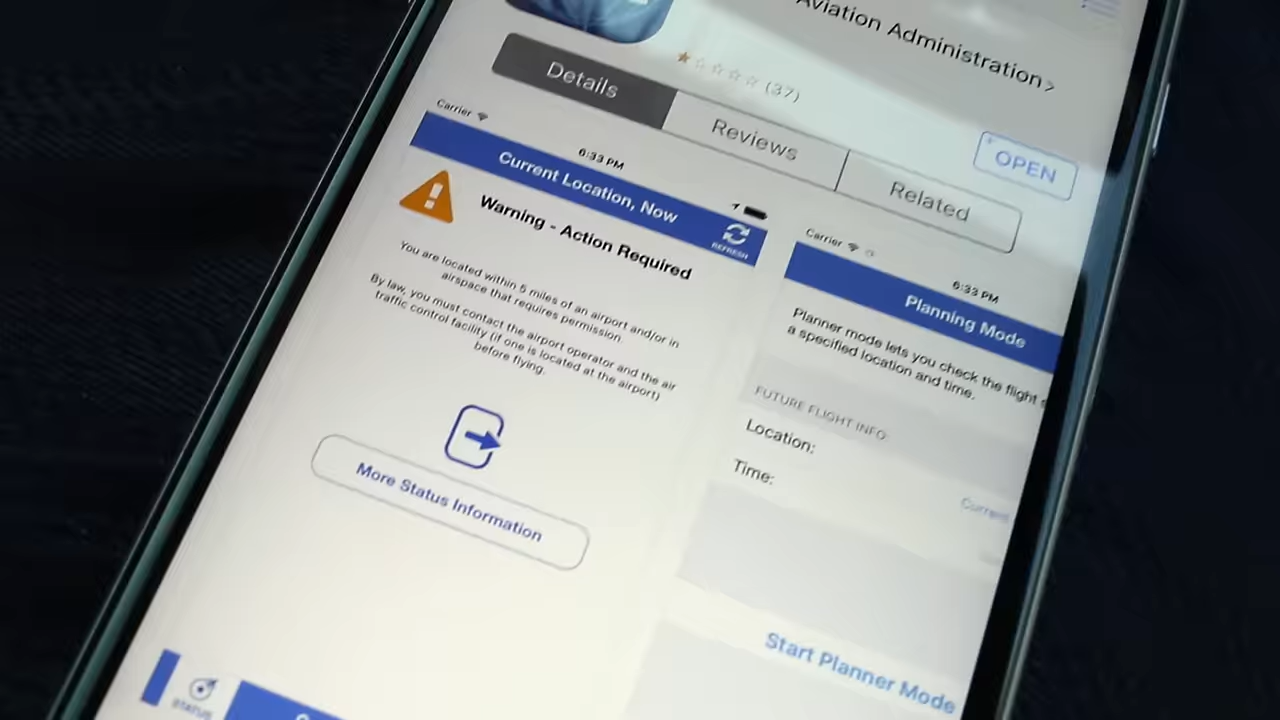 Aviation Administration
(37)
Details
Reviews
Related
OPEN
Carrier
6:33 PM
Current Location, Now
REFRESH
Warning - Action Required
You are located within 5 miles of an airport and/or in
airspace that requires permission.
By law, you must contact the airport operator and the air
traffic control facility (if one is located at the airport)
before flying.
More Status Information
STATUS
Carrier
6:33 PM
Planning Mode
Planner mode lets you check the flight s
a specified location and time.
FUTURE FLIGHT INFO
Location:
Time:
Current
Start Planner Mode